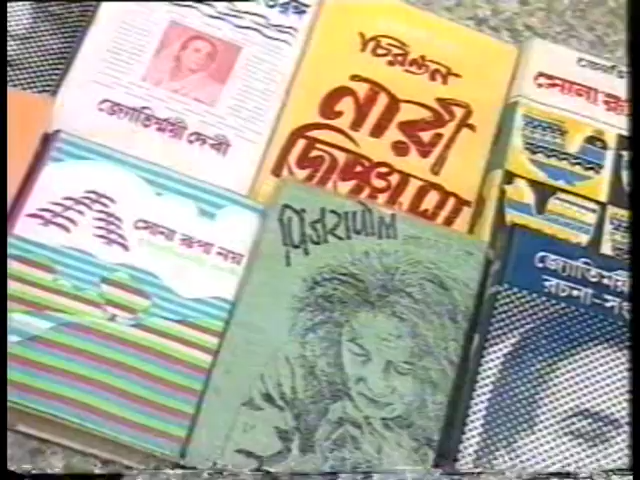 জ্যোতির্ময়ী দেবী
চিরন্তন
নারী
জিজ্ঞাসা
সোনা রূপা
সোনা রূপা নয়
জ্যোতির্ময়ী
রচনা-সং